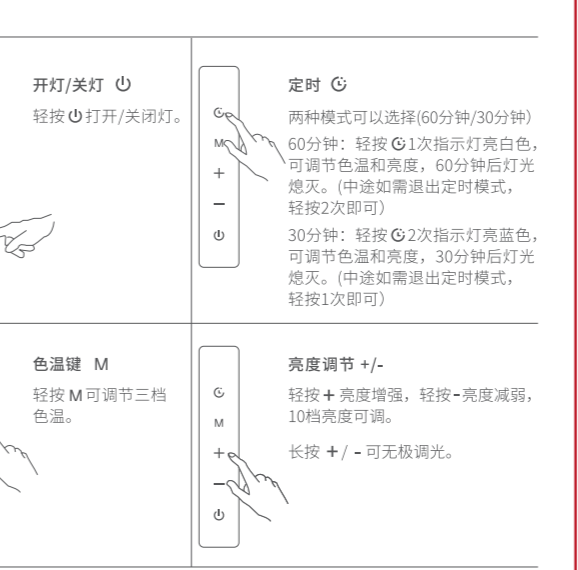 开灯/关灯 ⏻
轻按⏻打开/关闭灯。
M
+
−
⏻
定时
两种模式可以选择(60分钟/30分钟)
60分钟：轻按 1次指示灯亮白色，
可调节色温和亮度，60分钟后灯光
熄灭。(中途如需退出定时模式，
轻按2次即可)
30分钟：轻按 2次指示灯亮蓝色，
可调节色温和亮度，30分钟后灯光
熄灭。(中途如需退出定时模式，
轻按1次即可)
色温键 M
轻按 M 可调节三档
色温。
M
+
−
⏻
亮度调节 +/-
轻按 + 亮度增强，轻按 - 亮度减弱，
10档亮度可调。
长按 + / - 可无极调光。